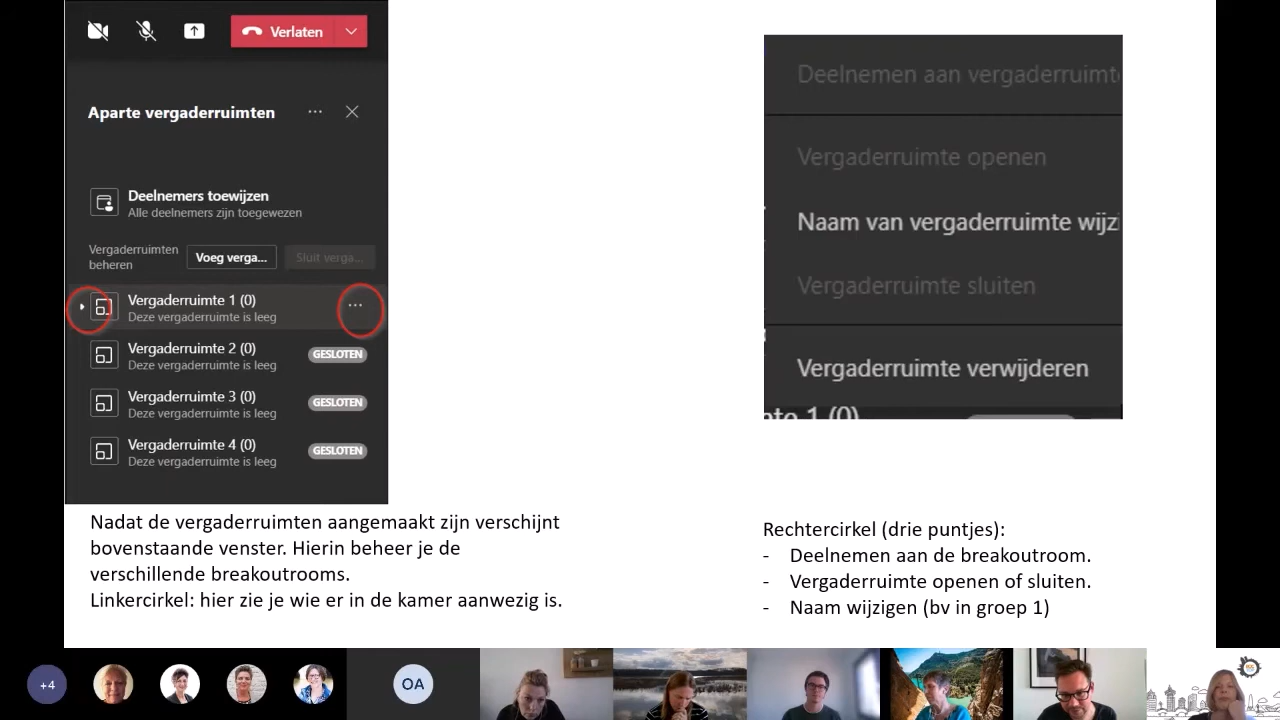 Verlaten
Aparte vergaderruimten
Deelnemers toewijzen
Alle deelnemers zijn toegewezen
Vergaderruimten
beheren
Voeg verga...
Sluit verga...
Vergaderruimte 1 (0)
Deze vergaderruimte is leeg
Vergaderruimte 2 (0)
Deze vergaderruimte is leeg
GESLOTEN
Vergaderruimte 3 (0)
Deze vergaderruimte is leeg
GESLOTEN
Vergaderruimte 4 (0)
Deze vergaderruimte is leeg
GESLOTEN
Nadat de vergaderruimten aangemaakt zijn verschijnt
bovenstaande venster. Hierin beheer je de
verschillende breakoutrooms.
Linkercirkel: hier zie je wie er in de kamer aanwezig is.
Deelnemen aan vergaderruimt
Vergaderruimte openen
Naam van vergaderruimte wijzi
Vergaderruimte sluiten
Vergaderruimte verwijderen
te 1 (0)
Rechtercirkel (drie puntjes):
- Deelnemen aan de breakoutroom.
- Vergaderruimte openen of sluiten.
- Naam wijzigen (bv in groep 1)
+4
OA